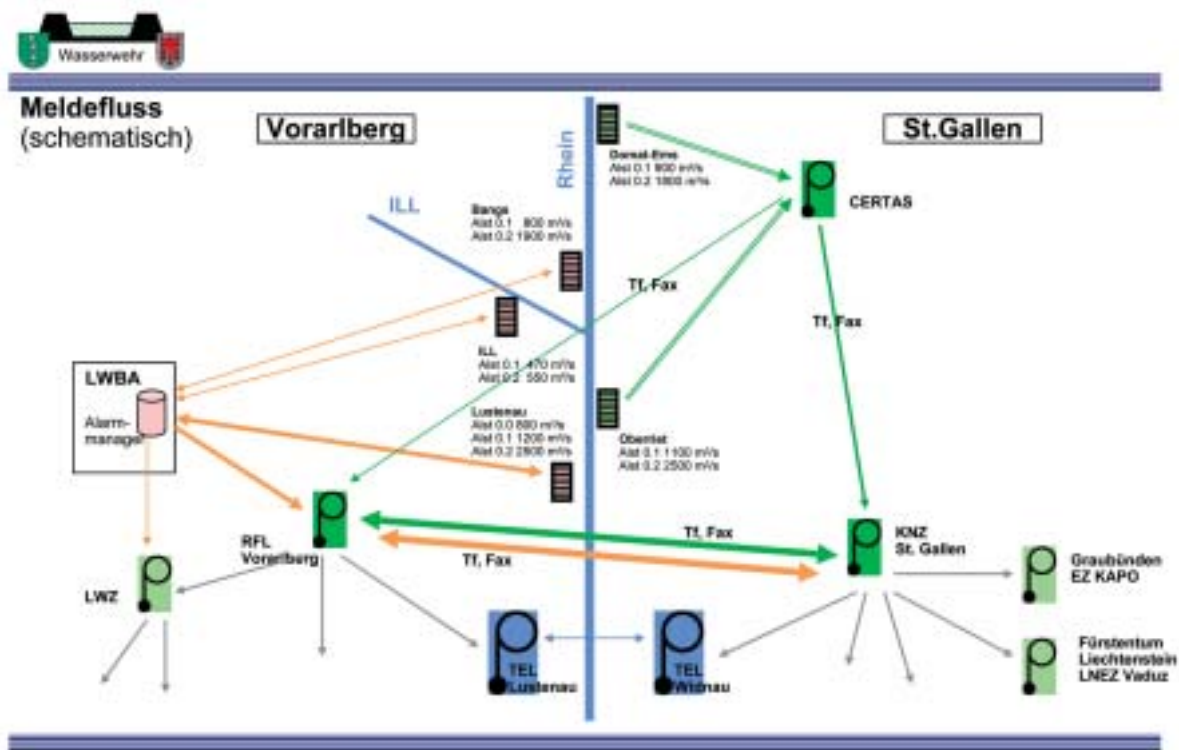 Wasserwehr
Meldefluss
(schematisch)
Vorarlberg
St.Gallen
Rhein
ILL
Domat-Ems
Alst 0.1 800 m³/s
Alst 0.2 1800 m³/s
CERTAS
Bangs
Alst 0.1 800 m³/s
Alst 0.2 1900 m³/s
Tf, Fax
Tf, Fax
ILL
Alst 0.1 470 m³/s
Alst 0.2 550 m³/s
LWBA
Alarm-
manager
Lustenau
Alst 0.0 800 m³/s
Alst 0.1 1200 m³/s
Alst 0.2 2600 m³/s
Oberriet
Alst 0.1 1100 m³/s
Alst 0.2 2500 m³/s
RFL
Vorarlberg
Tf, Fax
Tf, Fax
KNZ
St. Gallen
Graubünden
EZ KAPO
LWZ
TEL
Lustenau
TEL
Widnau
Fürstentum
Liechtenstein
LNEZ Vaduz